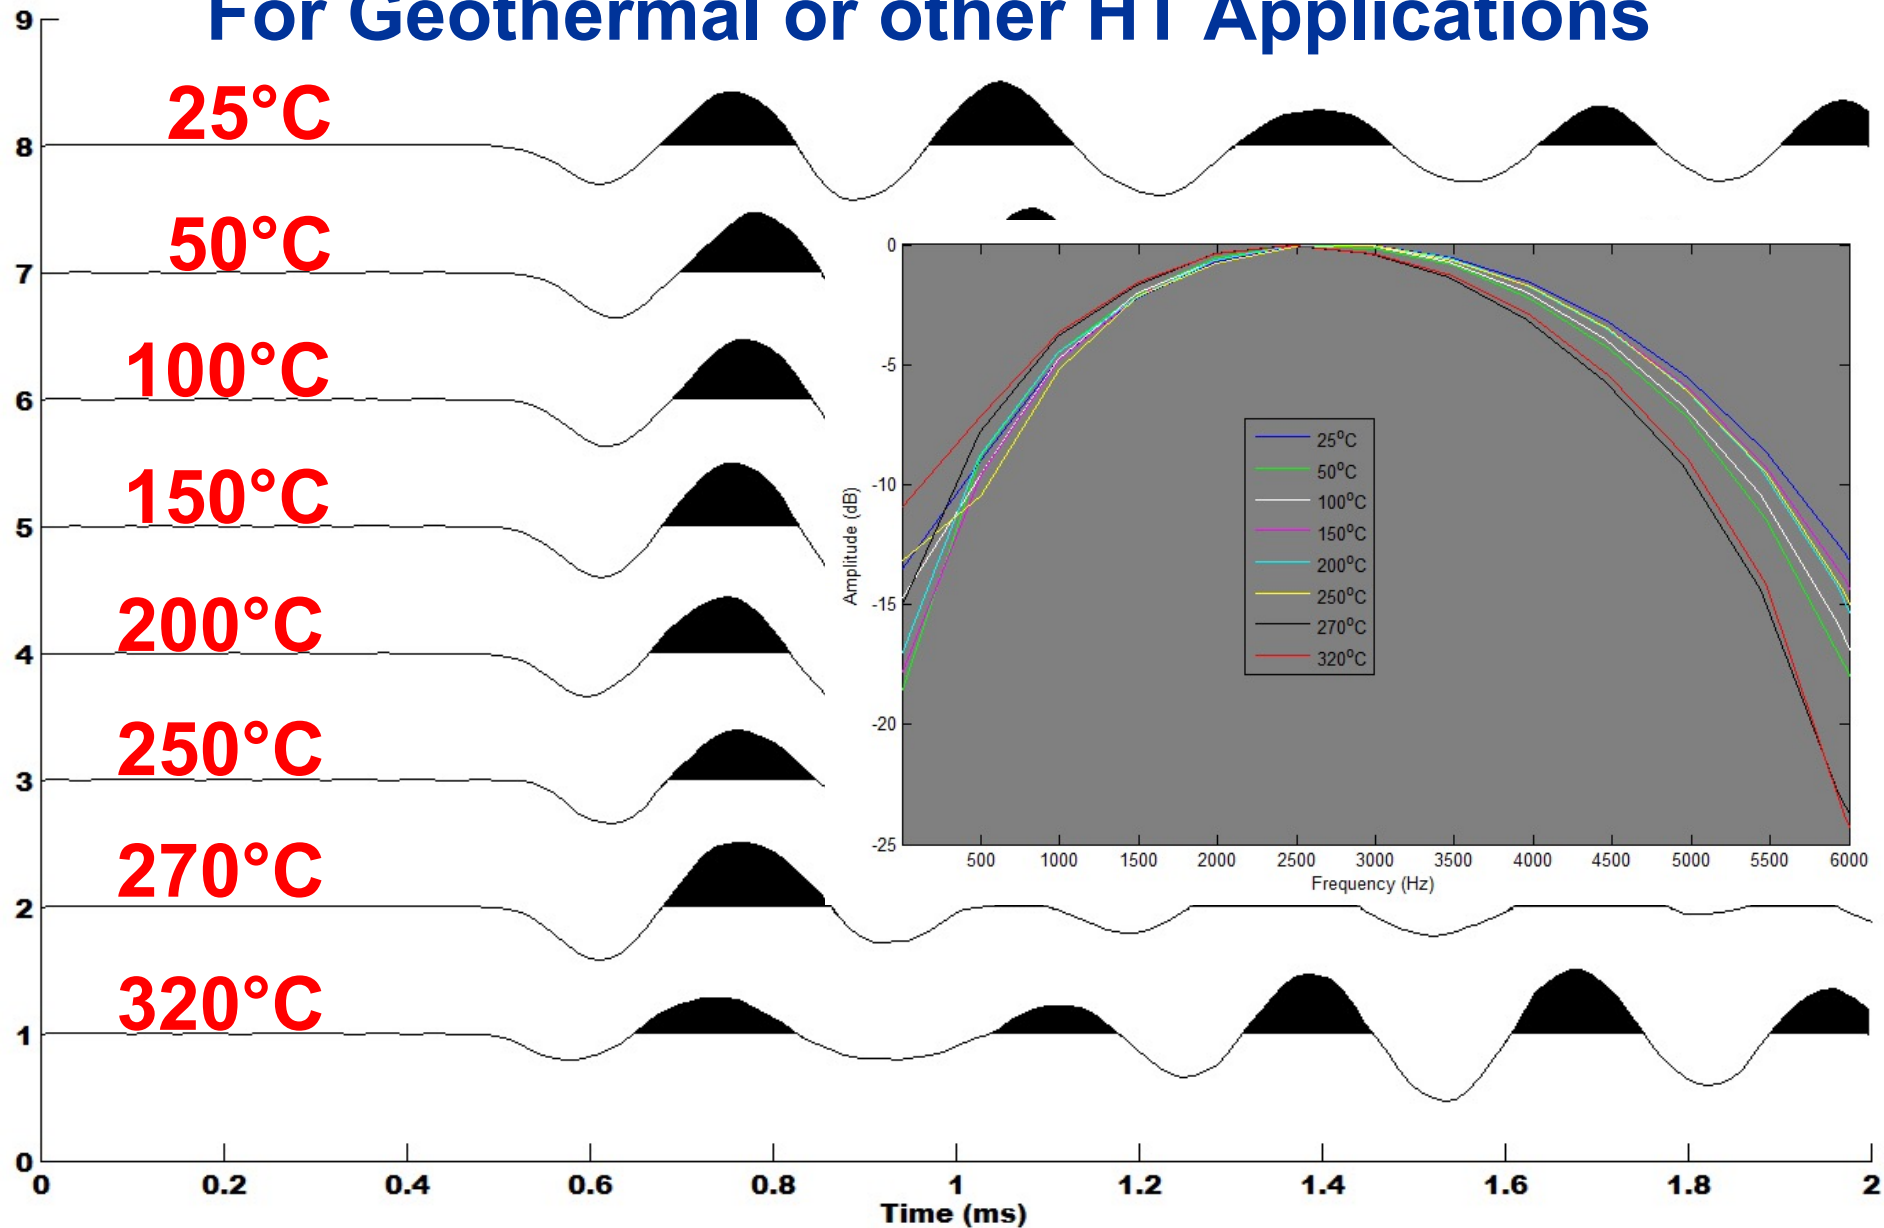 For Geothermal or other HT Applications
9
25°C
8
50°C
7
100°C
6
150°C
5
200°C
4
250°C
3
270°C
2
320°C
1
0
0 0.2 0.4 0.6 0.8 1 1.2 1.4 1.6 1.8 2
Time (ms)
0
-5
-10
-15
-20
-25
Amplitude (dB)
25°C
50°C
100°C
150°C
200°C
250°C
270°C
320°C
500 1000 1500 2000 2500 3000 3500 4000 4500 5000 5500 6000
Frequency (Hz)